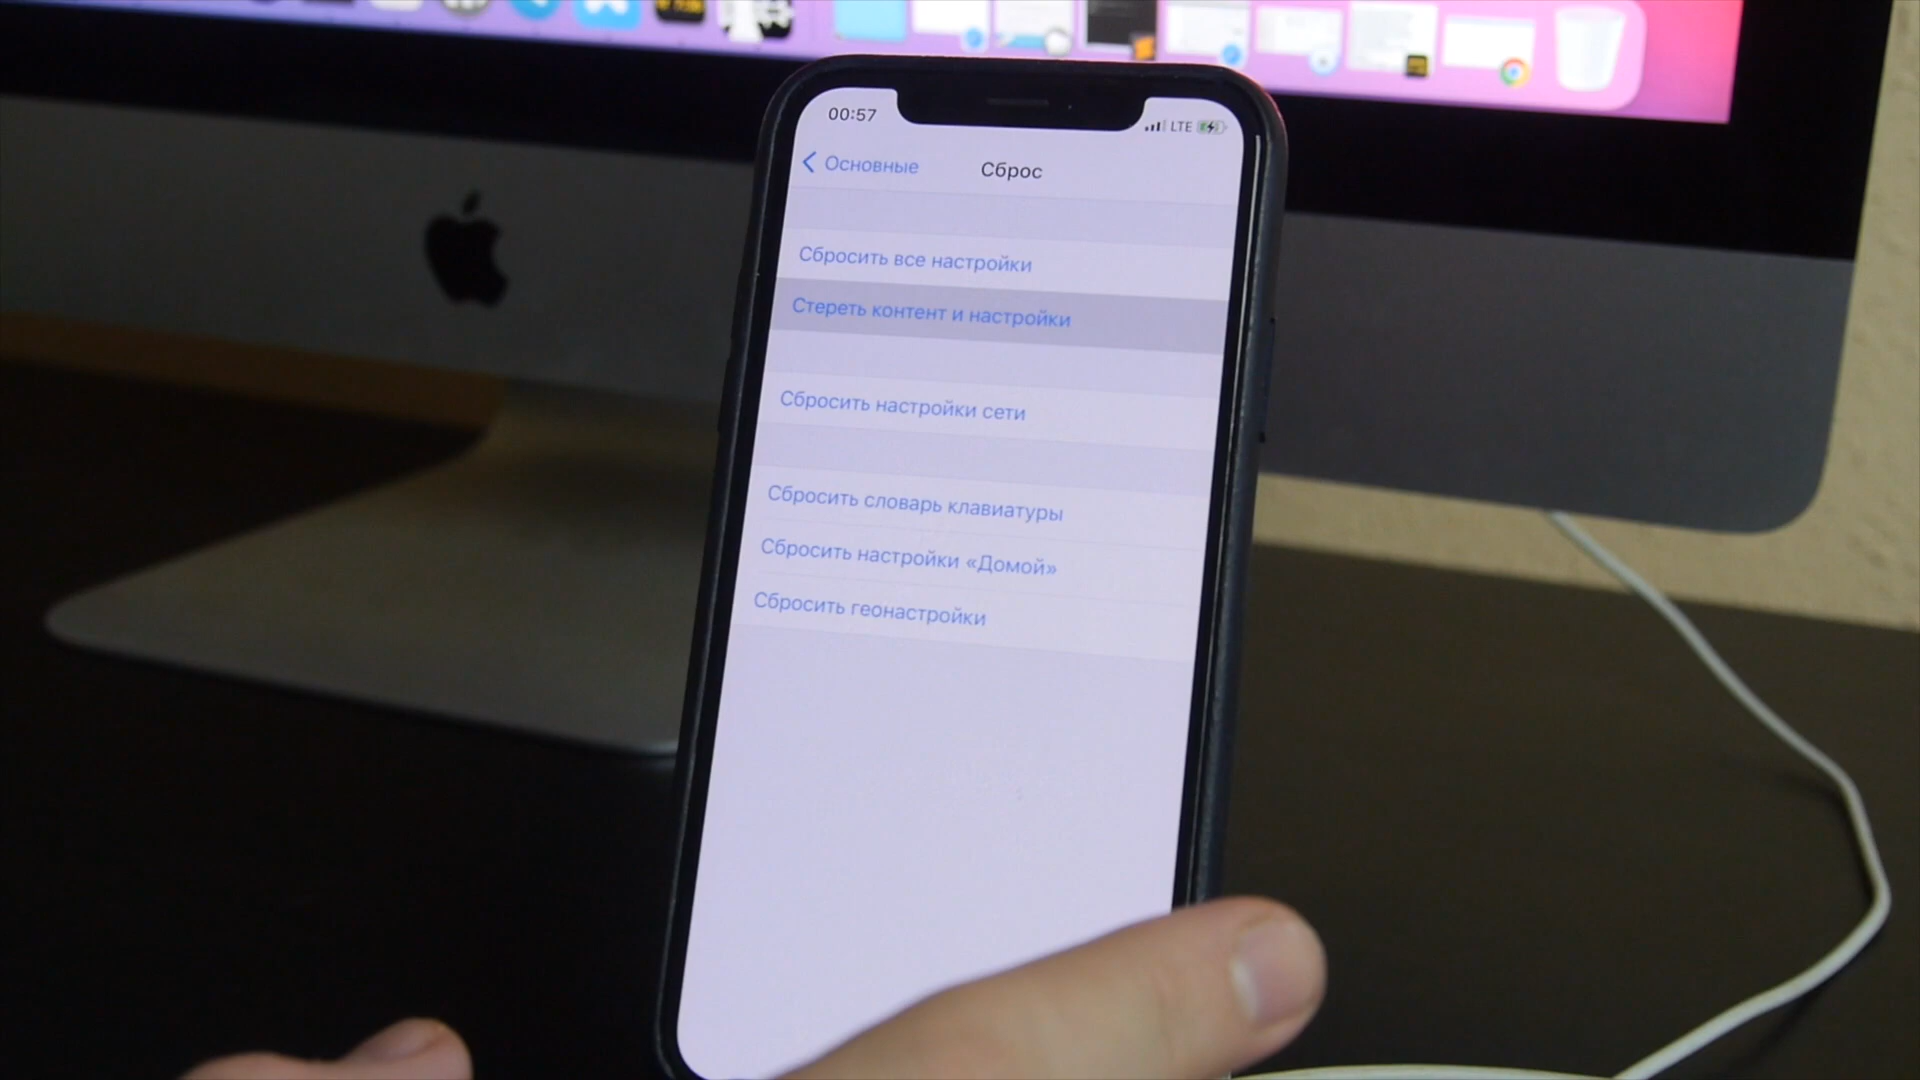 00:57
LTE
Основные
Сброс
Сбросить все настройки
Стереть контент и настройки
Сбросить настройки сети
Сбросить словарь клавиатуры
Сбросить настройки «Домой»
Сбросить геонастройки